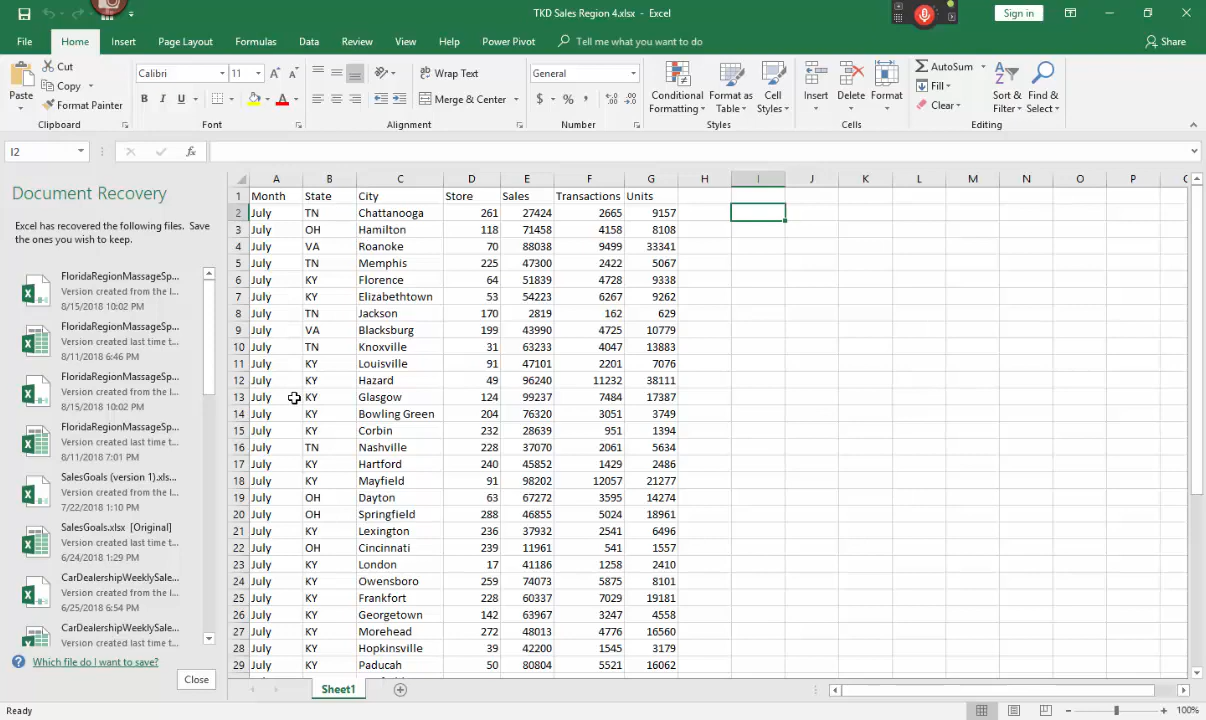 TKD Sales Region 4.xlsx - Excel
Sign in
File Home Insert Page Layout Formulas Data Review View Help Power Pivot Tell me what you want to do Share
Paste
Cut
Copy
Format Painter
Clipboard
Calibri 11
B I U
Font
Wrap Text
Merge & Center
Alignment
General
$ % ,
Number
Conditional Formatting
Format as Table
Cell Styles
Styles
Insert Delete Format
Cells
AutoSum
Fill
Clear
Sort & Filter
Find & Select
Editing
I2 fx
Document Recovery
Excel has recovered the following files. Save
the ones you wish to keep.
FloridaRegionMassageSp...
Version created from the l...
8/15/2018 10:02 PM
FloridaRegionMassageSp...
Version created last time t...
8/11/2018 6:46 PM
FloridaRegionMassageSp...
Version created from the l...
8/15/2018 10:02 PM
FloridaRegionMassageSp...
Version created last time t...
8/11/2018 7:01 PM
SalesGoals (version 1).xls...
Version created from the l...
7/22/2018 1:10 PM
SalesGoals.xlsx [Original]
Version created last time t...
6/24/2018 1:29 PM
CarDealershipWeeklySale...
Version created from the l...
6/25/2018 6:54 PM
CarDealershipWeeklySale...
Version created last time t...
Which file do I want to save?
Close
A B C D E F G H I J K L M N O P
1 Month State City Store Sales Transactions Units
2 July TN Chattanooga 261 27424 2665 9157
3 July OH Hamilton 118 71458 4158 8108
4 July VA Roanoke 70 88038 9499 33341
5 July TN Memphis 225 47300 2422 5067
6 July KY Florence 64 51839 4728 9338
7 July KY Elizabethtown 53 54223 6267 9262
8 July TN Jackson 170 2819 162 629
9 July VA Blacksburg 199 43990 4725 10779
10 July TN Knoxville 31 63233 4047 13883
11 July KY Louisville 91 47101 2201 7076
12 July KY Hazard 49 96240 11232 38111
13 July KY Glasgow 124 99237 7484 17387
14 July KY Bowling Green 204 76320 3051 3749
15 July KY Corbin 232 28639 951 1394
16 July TN Nashville 228 37070 2061 5634
17 July KY Hartford 240 45852 1429 2486
18 July KY Mayfield 91 98202 12057 21277
19 July OH Dayton 63 67272 3595 14274
20 July OH Springfield 288 46855 5024 18961
21 July KY Lexington 236 37932 2541 6496
22 July OH Cincinnati 239 11961 541 1557
23 July KY London 17 41186 1258 2410
24 July KY Owensboro 259 74073 5875 8101
25 July KY Frankfort 228 60337 7029 19181
26 July KY Georgetown 142 63967 3247 4558
27 July KY Morehead 272 48013 4776 16560
28 July KY Hopkinsville 39 42200 1545 3179
29 July KY Paducah 50 80804 5521 16062
Sheet1
Ready
100%